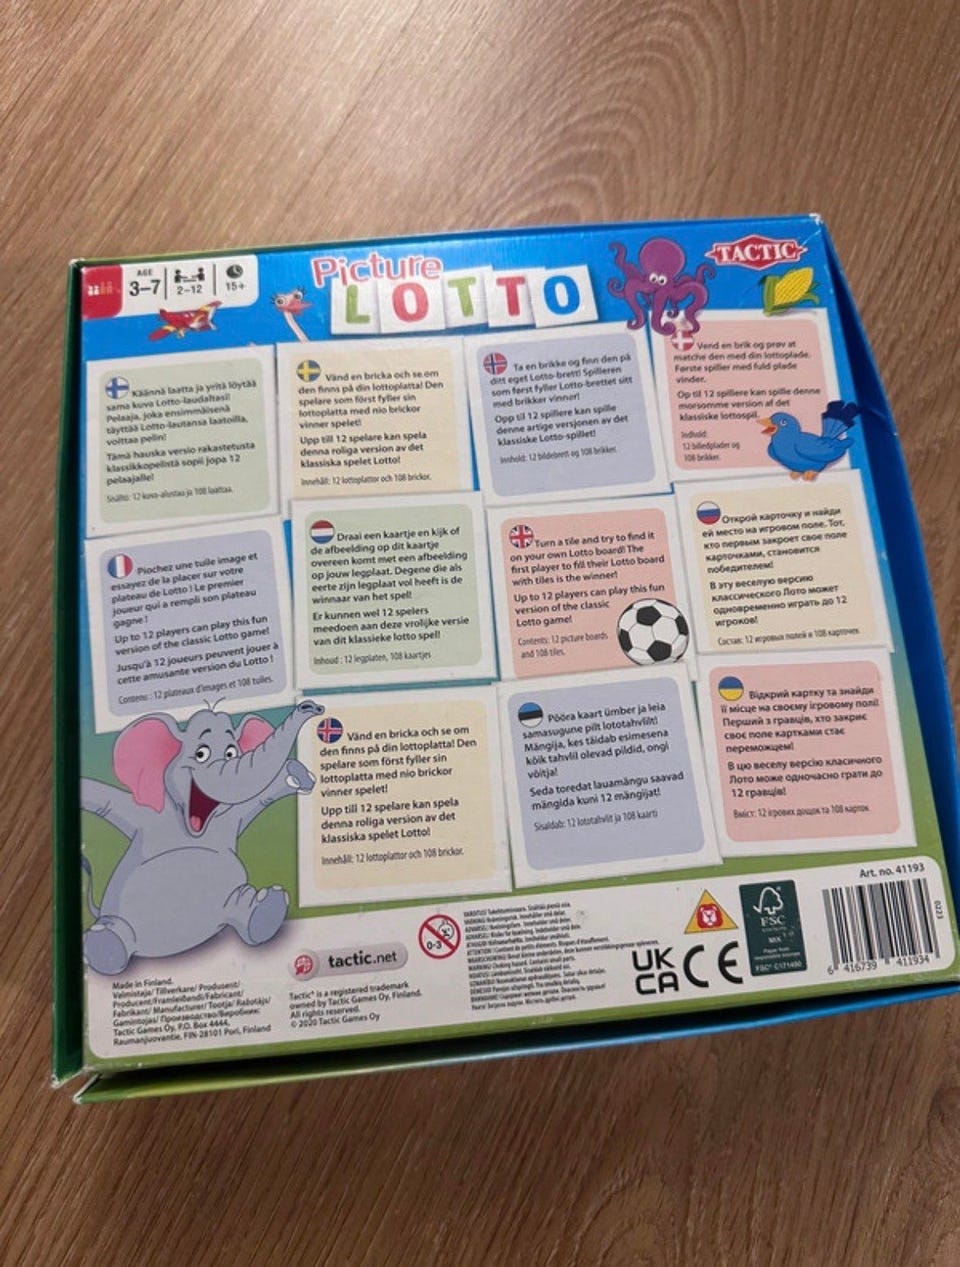 AGE
3–7
2–12
15+
Picture
LOTTO
TACTIC
Käännä laatta ja yritä löytää
sama kuva Lotto-laudaltasi!
Pelaaja, joka ensimmäisenä
täyttää Lotto-lautansa laatoilla,
voittaa pelin!
Tämä hauska versio rakastetusta
klassikkopelistä sopii jopa 12
pelaajalle!
Sisältö: 12 kuva-alustaa ja 108 laattaa.
Vänd en bricka och se om
den finns på din lottoplatta! Den
spelare som först fyller sin
lottoplatta med nio brickor
vinner spelet!
Upp till 12 spelare kan spela
denna roliga version av det
klassiska spelet Lotto!
Innehåll: 12 lottoplattor och 108 brickor.
Ta en brikke og finn den på
ditt eget Lotto-brett! Spilleren
som først fyller Lotto-brettet sitt
med brikker vinner!
Opp til 12 spillere kan spille
denne artige versjonen av det
klassiske Lotto-spillet!
Innhold: 12 bildebrett og 108 brikker.
Vend en brik og prøv at
matche den med din lottoplade.
Første spiller med fuld plade
vinder.
Op til 12 spillere kan spille denne
morsomme version af det
klassiske lottospil.
Indhold:
12 billedplader og
108 brikker.
Piochez une tuile image et
essayez de la placer sur votre
plateau de Lotto ! Le premier
joueur qui a rempli son plateau
gagne !
Up to 12 players can play this fun
version of the classic Lotto game!
Jusqu'à 12 joueurs peuvent jouer à
cette amusante version du Lotto !
Contenu : 12 plateaux d'images et 108 tuiles.
Draai een kaartje en kijk of
de afbeelding op dit kaartje
overeen komt met een afbeelding
op jouw legplaat. Degene die als
eerte zijn legplaat vol heeft is de
winnaar van het spel!
Er kunnen wel 12 spelers
meedoen aan deze vrolijke versie
van dit klassieke lotto spel!
Inhoud : 12 legplaten, 108 kaartjes
Turn a tile and try to find it
on your own Lotto board! The
first player to fill their Lotto board
with tiles is the winner!
Up to 12 players can play this fun
version of the classic
Lotto game!
Contents: 12 picture boards
and 108 tiles.
Открой карточку и найди
ей место на игровом поле. Тот,
кто первым закроет свое поле
карточками, становится
победителем!
В эту веселую версию
классического Лото может
одновременно играть до 12
игроков!
Состав: 12 игровых полей и 108 карточек
Vänd en bricka och se om
den finns på din lottoplatta! Den
spelare som först fyller sin
lottoplatta med nio brickor
vinner spelet!
Upp till 12 spelare kan spela
denna roliga version av det
klassiska spelet Lotto!
Innehåll: 12 lottoplattor och 108 brickor.
Pööra kaart ümber ja leia
samasugune pilt lototahvlilt!
Mängija, kes täidab esimesena
kõik tahvlil olevad pildid, ongi
võitja!
Seda toredat lauamängu saavad
mängida kuni 12 mängijat!
Sisaldab: 12 lototahvlit ja 108 kaarti
Відкрий картку та знайди
її місце на своєму ігровому полі!
Перший з гравців, хто закриє
своє поле картками стає
переможцем!
В цю веселу версію класичного
Лото може одночасно грати до
12 гравців!
Вміст: 12 ігрових дощок та 108 карток.
Art. no. 41193
Made in Finland.
Valmistaja/ Tillverkare/ Produsent/
Producent/Framleiðandi/Fabricant/
Fabrikant/ Manufacturer/ Tootja/ Ražotājs/
Gamintojas/ Производство/Виробник:
Tactic Games Oy, P.O. Box 4444,
Raumanjuovantie, FIN-28101 Pori, Finland
tactic.net
Tactic® is a registered trademark
owned by Tactic Games Oy, Finland.
All rights reserved.
© 2020 Tactic Games Oy
0-3
UK
CA
CE
FSC
MIX
FSC® C171450
0223
6 416739 411934